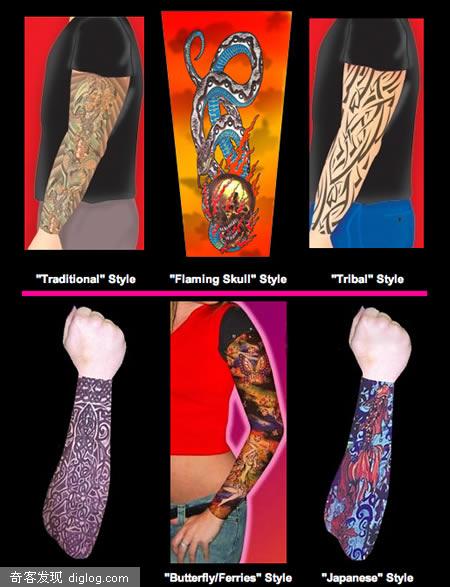 "Traditional" Style
"Flaming Skull" Style
"Tribal" Style
"Butterfly/Ferries" Style
"Japanese" Style
奇客发现 diglog.com